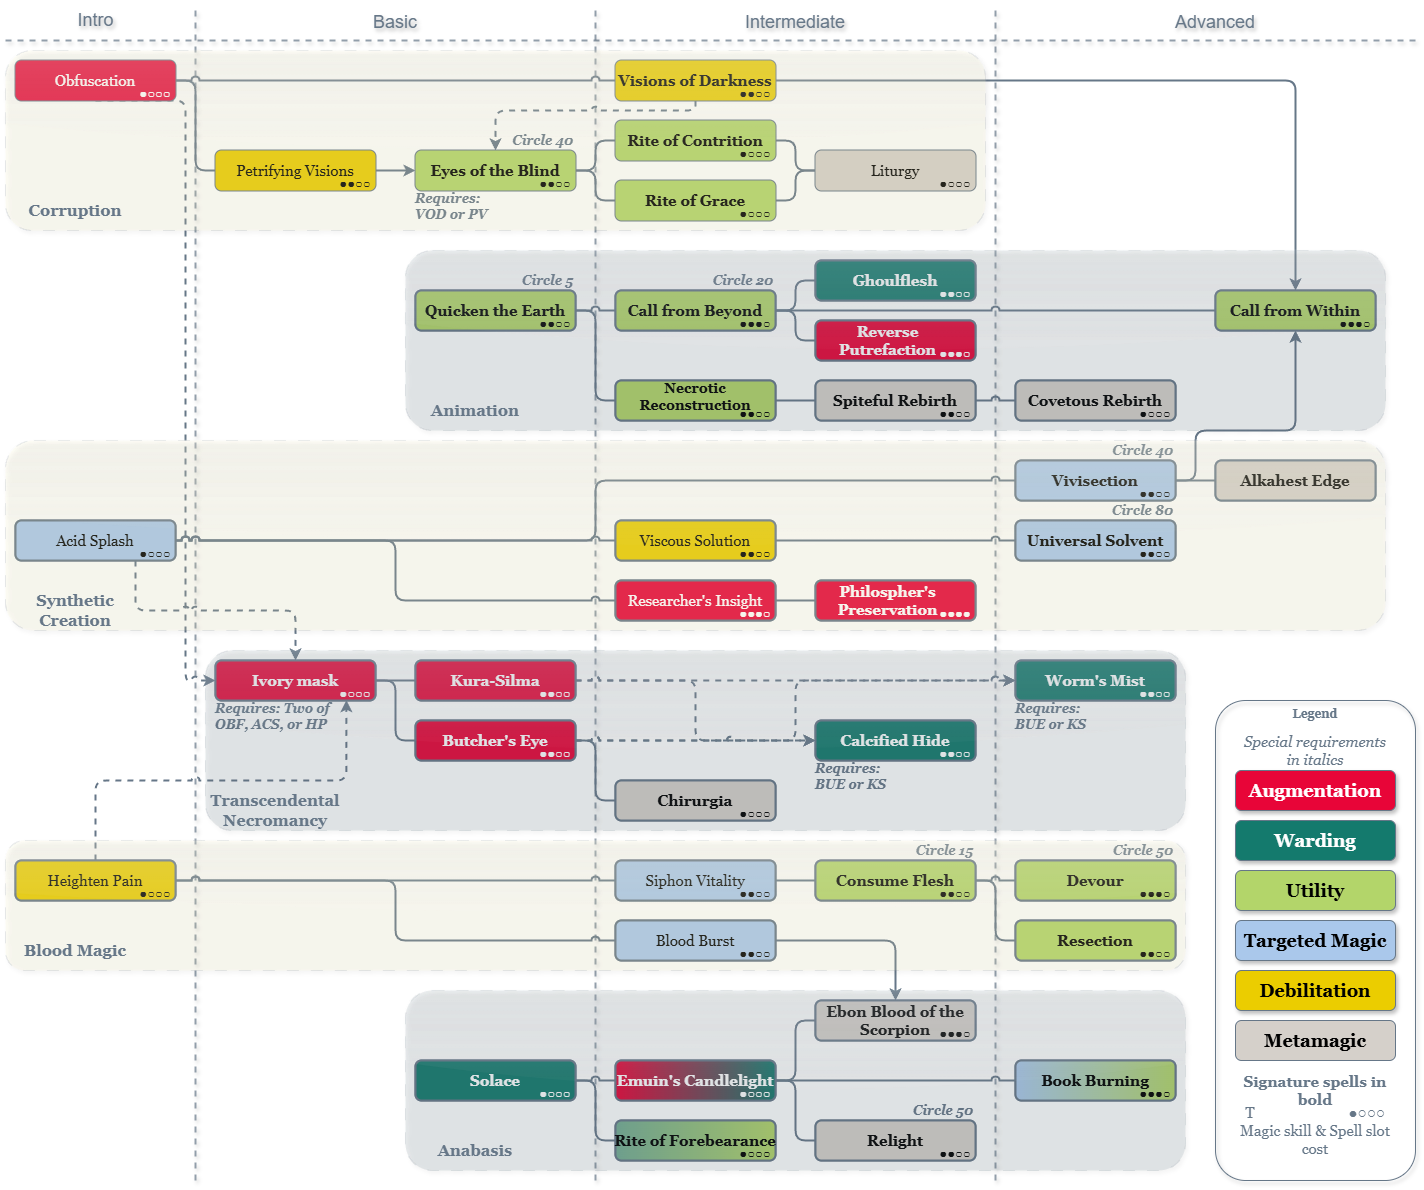 Intro
Basic
Intermediate
Advanced
Obfuscation
Visions of Darkness
Circle 40
Rite of Contrition
Petrifying Visions
Eyes of the Blind
Liturgy
Requires:
VOD or PV
Rite of Grace
Corruption
Circle 5
Circle 20
Ghoulflesh
Quicken the Earth
Call from Beyond
Call from Within
Reverse
Putrefaction
Necrotic
Reconstruction
Spiteful Rebirth
Covetous Rebirth
Animation
Circle 40
Vivisection
Alkahest Edge
Circle 80
Acid Splash
Viscous Solution
Universal Solvent
Researcher's Insight
Philospher's
Preservation
Synthetic
Creation
Ivory mask
Kura-Silma
Worm's Mist
Requires: Two of
OBF, ACS, or HP
Requires:
BUE or KS
Butcher's Eye
Calcified Hide
Requires:
BUE or KS
Chirurgia
Transcendental
Necromancy
Circle 15
Circle 50
Heighten Pain
Siphon Vitality
Consume Flesh
Devour
Blood Burst
Resection
Blood Magic
Ebon Blood of the
Scorpion
Solace
Emuin's Candlelight
Book Burning
Circle 50
Rite of Forebearance
Relight
Anabasis
Legend
Special requirements
in italics
Augmentation
Warding
Utility
Targeted Magic
Debilitation
Metamagic
Signature spells in
bold
T
Magic skill & Spell slot
cost